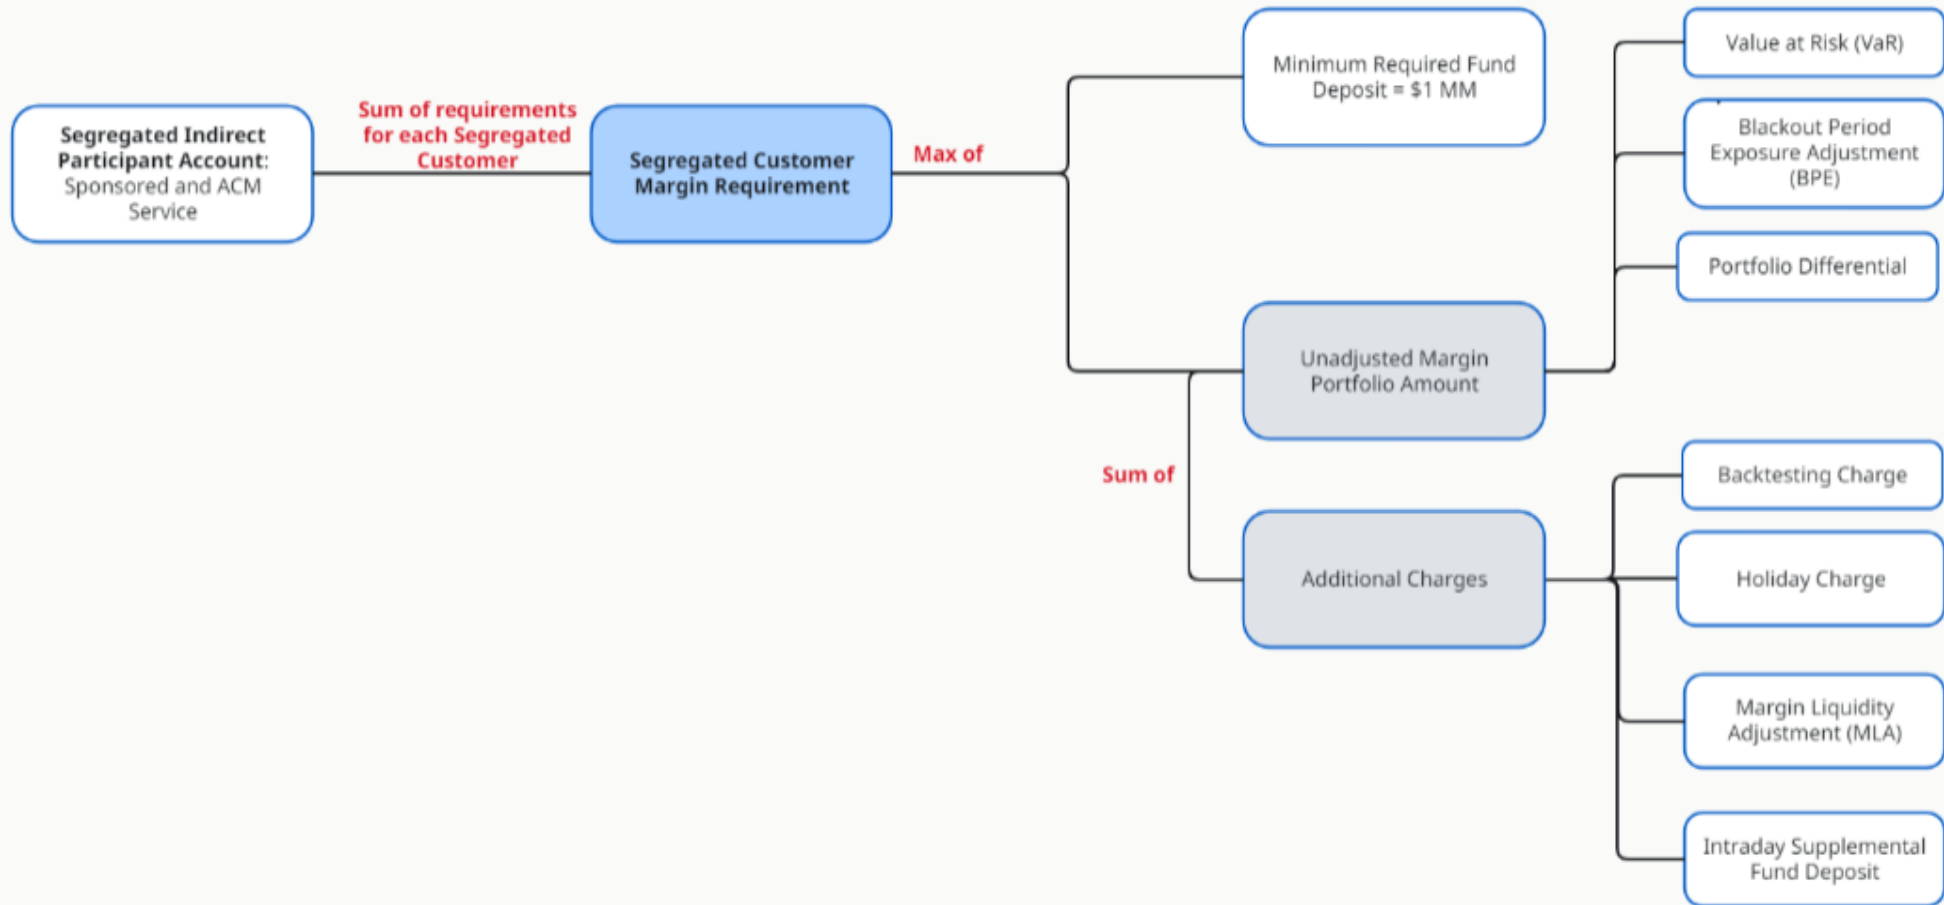 Segregated Indirect
Participant Account:
Sponsored and ACM
Service
Sum of requirements
for each Segregated
Customer
Segregated Customer
Margin Requirement
Max of
Minimum Required Fund
Deposit = $1 MM
Unadjusted Margin
Portfolio Amount
Sum of
Additional Charges
Value at Risk (VaR)
Blackout Period
Exposure Adjustment
(BPE)
Portfolio Differential
Backtesting Charge
Holiday Charge
Margin Liquidity
Adjustment (MLA)
Intraday Supplemental
Fund Deposit